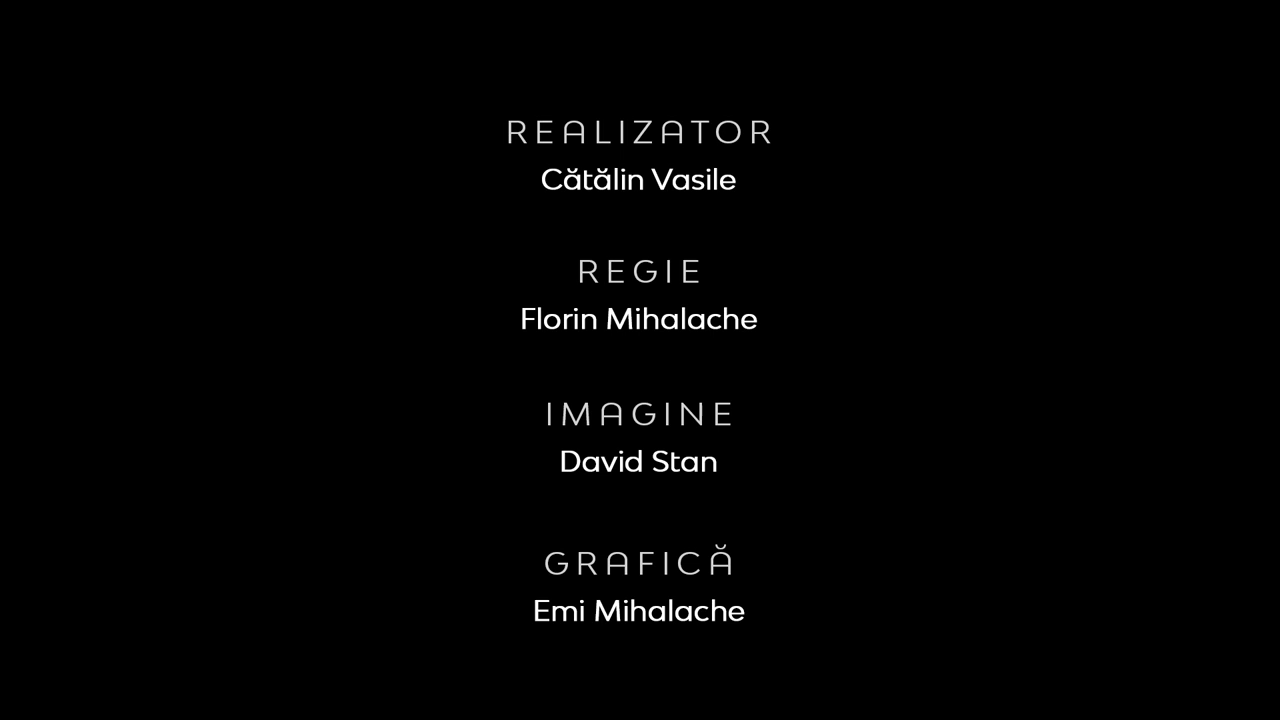 REALIZATOR
Cătălin Vasile
REGIE
Florin Mihalache
IMAGINE
David Stan
GRAFICĂ
Emi Mihalache